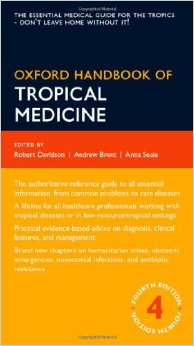 THE ESSENTIAL MEDICAL GUIDE FOR THE TROPICS
- DON'T LEAVE HOME WITHOUT IT!
OXFORD HANDBOOK OF
TROPICAL
MEDICINE
EDITED BY
Robert Davidson | Andrew Brent | Anna Seale
The authoritative reference guide to all essential
information, from common problems to rare diseases
A lifeline for all healthcare professionals working with
tropical diseases or in low-resource/tropical settings
Practical evidence-based advice on diagnosis, clinical
features, and management
Brand new chapters on humanitarian crises, obstetric
emergencies, nosocomial infections, and antibiotic
resistance
FOURTH EDITION
FOURTH EDITION
4